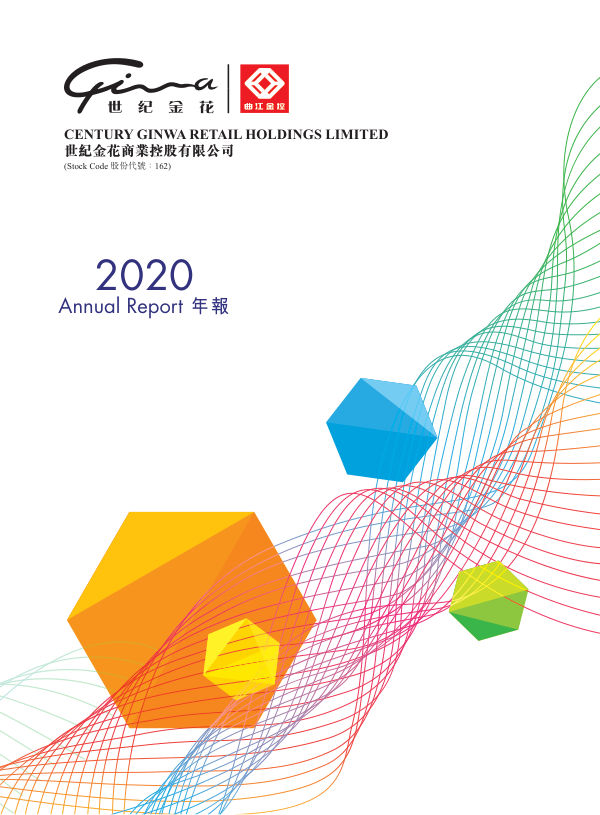 Ginwa
世纪金花
曲江金控
CENTURY GINWA RETAIL HOLDINGS LIMITED
世紀金花商業控股有限公司
(Stock Code 股份代號：162)
2020
Annual Report 年報